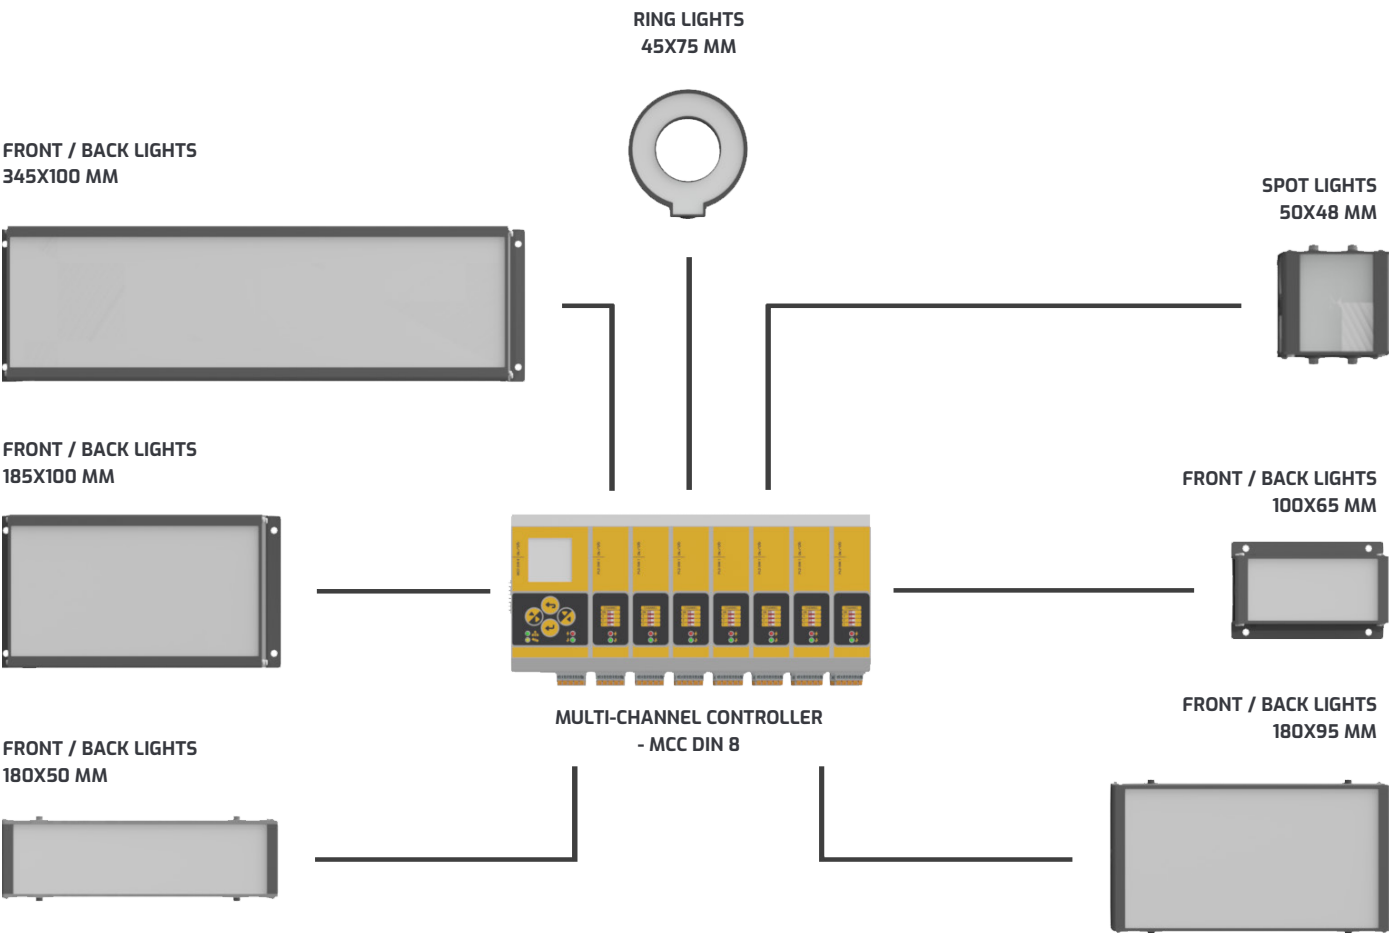 RING LIGHTS
45X75 MM
FRONT / BACK LIGHTS
345X100 MM
SPOT LIGHTS
50X48 MM
FRONT / BACK LIGHTS
185X100 MM
FRONT / BACK LIGHTS
100X65 MM
MULTI-CHANNEL CONTROLLER
- MCC DIN 8
FRONT / BACK LIGHTS
180X95 MM
FRONT / BACK LIGHTS
180X50 MM